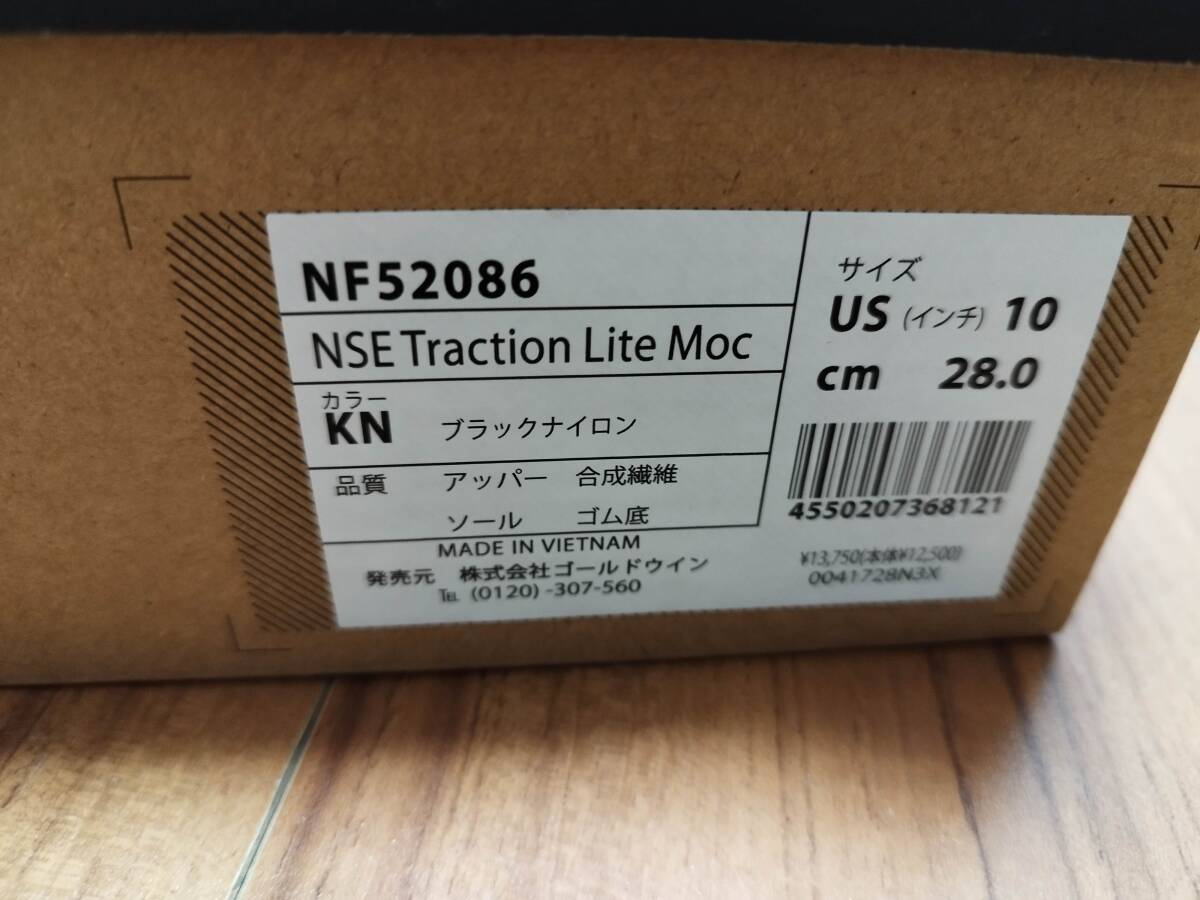 NF52086
NSE Traction Lite Moc
カラー
KN ブラックナイロン
品質 アッパー 合成繊維
ソール ゴム底
MADE IN VIETNAM
発売元 株式会社ゴールドウイン
TEL (0120)-307-560
サイズ
US (インチ) 10
cm 28.0
4550207368121
¥13,750(本体¥12,500)
0041728N3X